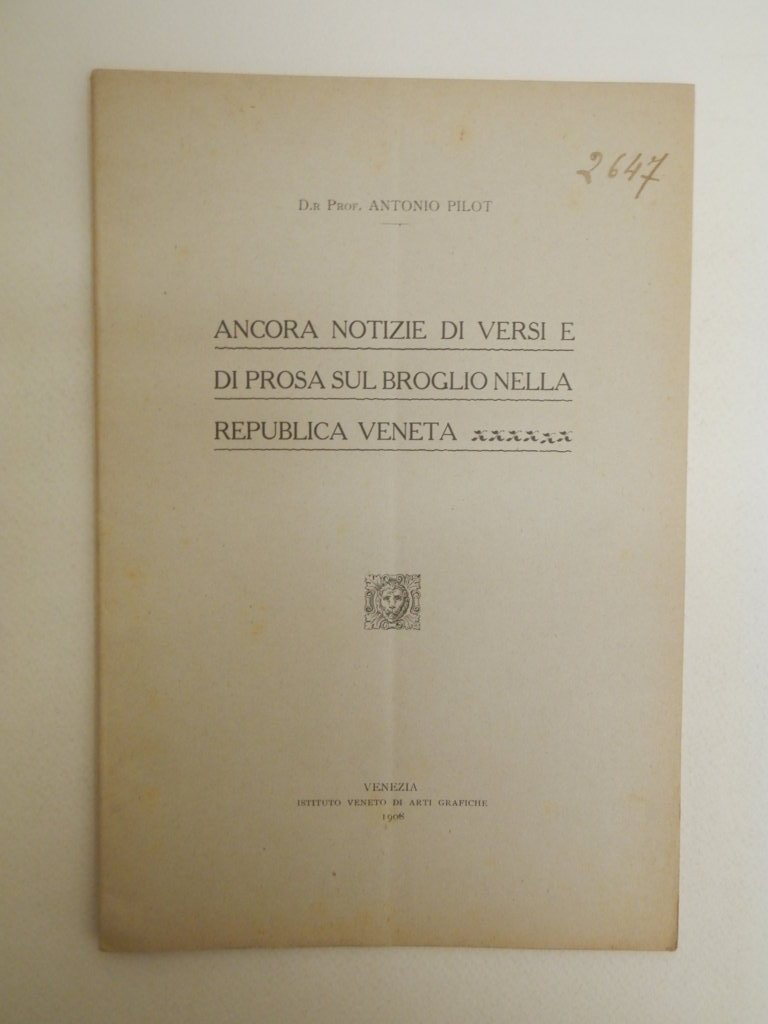 2647
D.R PROF. ANTONIO PILOT
ANCORA NOTIZIE DI VERSI E
DI PROSA SUL BROGLIO NELLA
REPUBLICA VENETA
VENEZIA
ISTITUTO VENETO DI ARTI GRAFICHE
1908